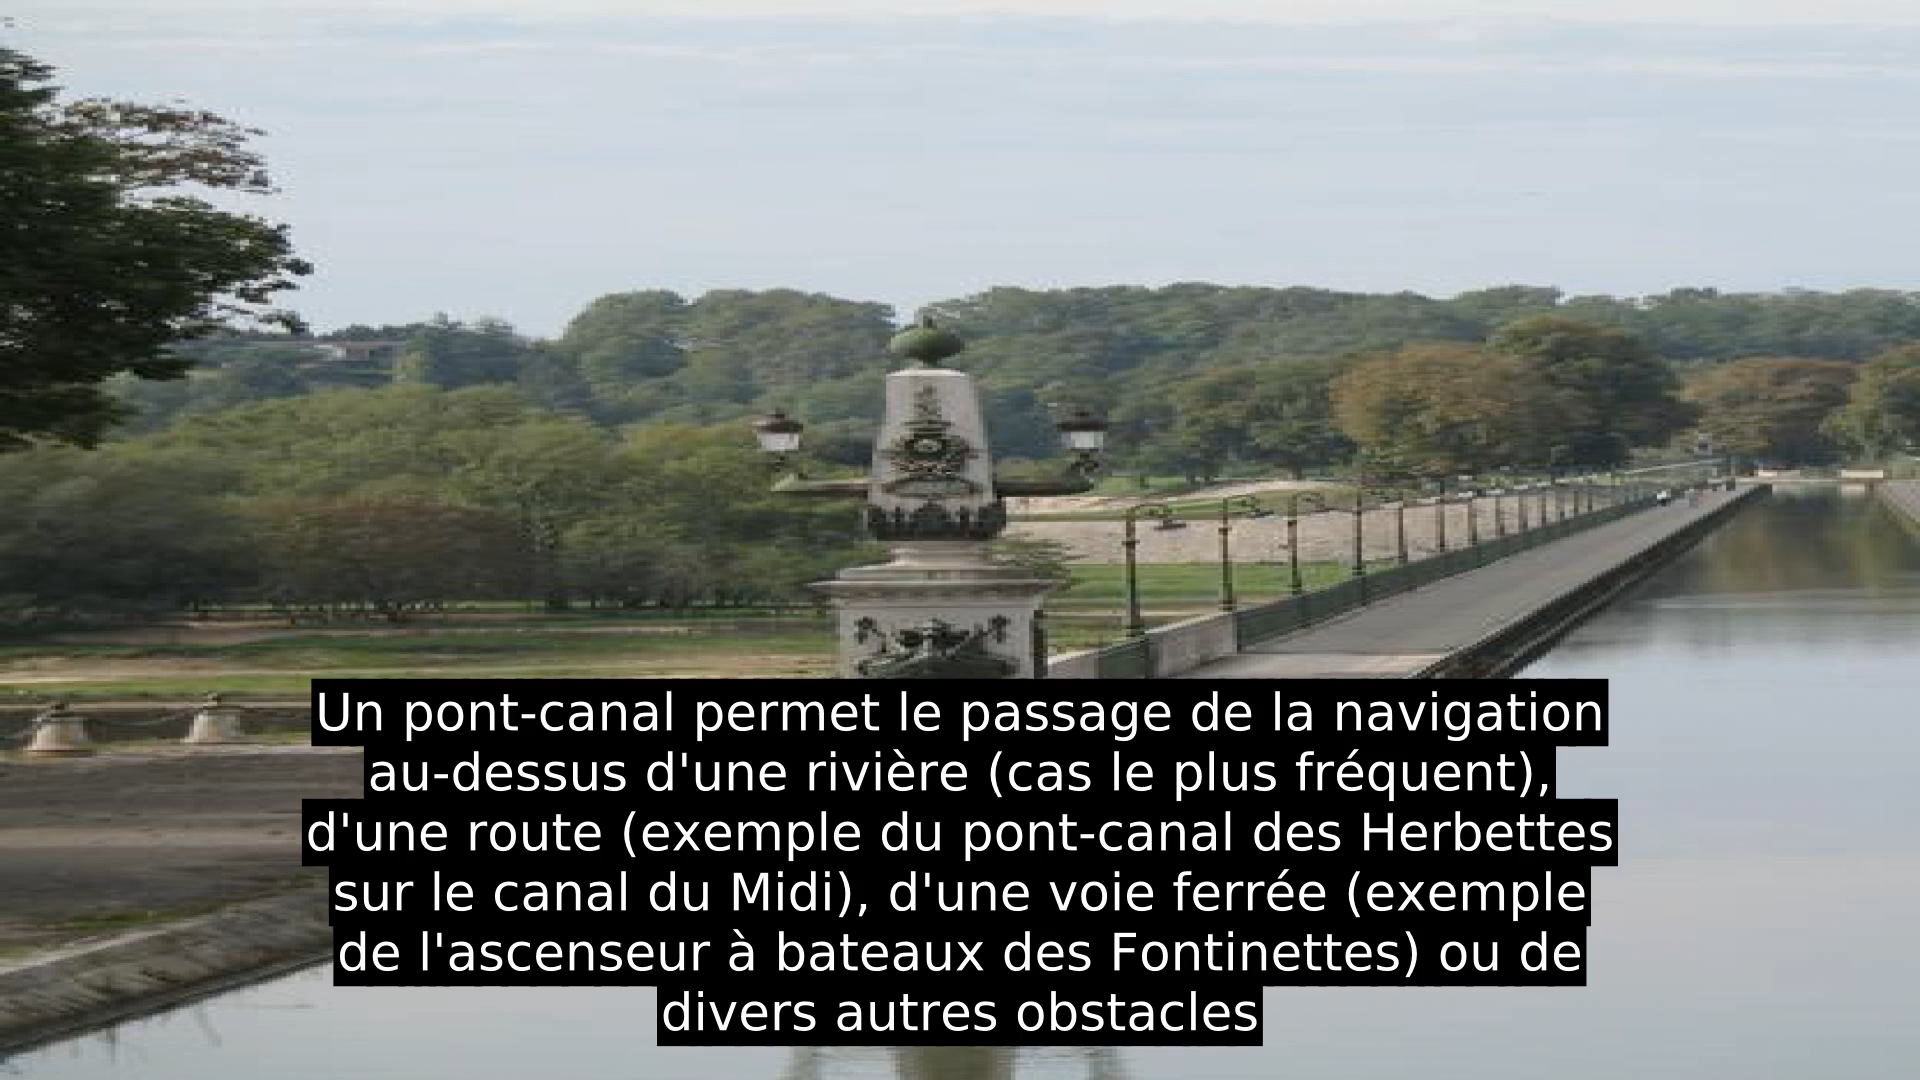 Un pont-canal permet le passage de la navigation
au-dessus d'une rivière (cas le plus fréquent),
d'une route (exemple du pont-canal des Herbettes
sur le canal du Midi), d'une voie ferrée (exemple
de l'ascenseur à bateaux des Fontinettes) ou de
divers autres obstacles